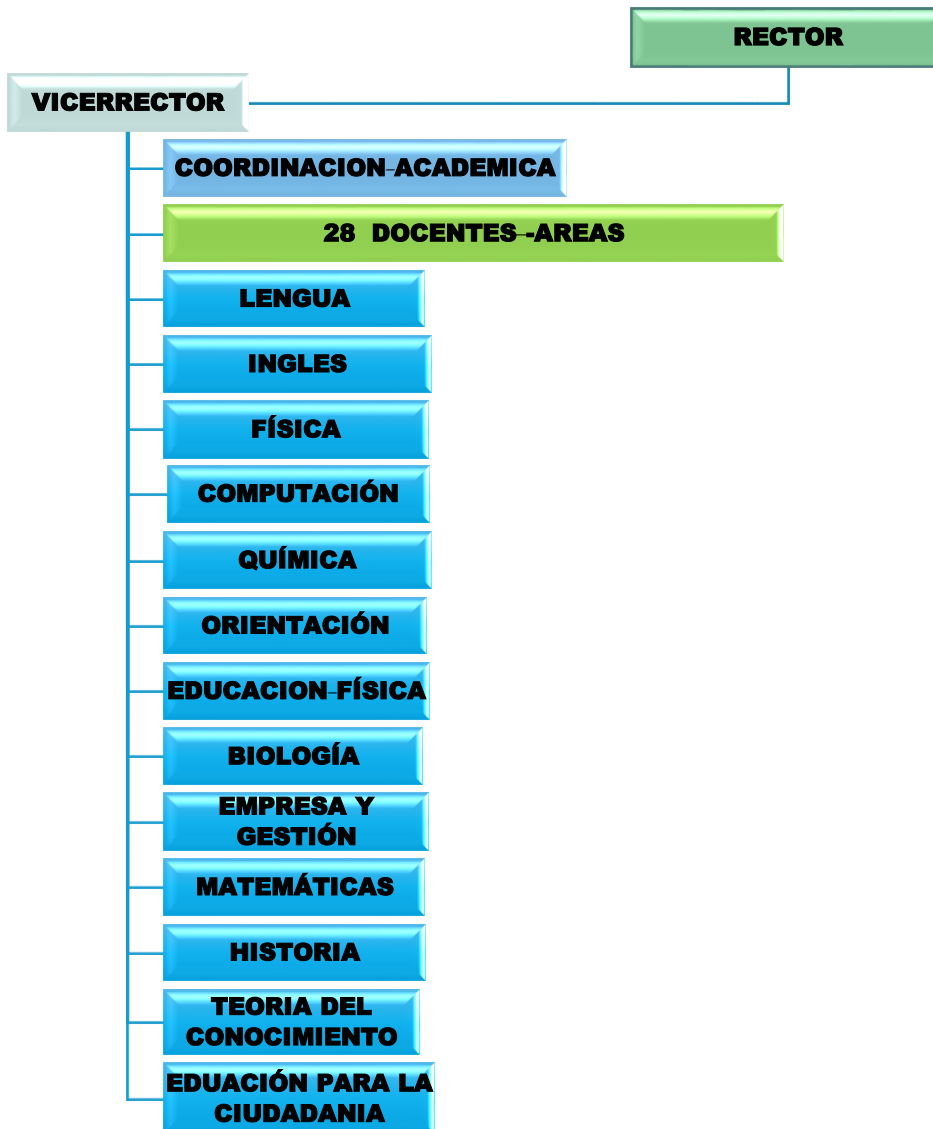 RECTOR
VICERRECTOR
COORDINACION-ACADEMICA
28 DOCENTES-AREAS
LENGUA
INGLES
FÍSICA
COMPUTACIÓN
QUÍMICA
ORIENTACIÓN
EDUCACION-FÍSICA
BIOLOGÍA
EMPRESA Y
GESTIÓN
MATEMÁTICAS
HISTORIA
TEORIA DEL
CONOCIMIENTO
EDUACIÓN PARA LA
CIUDADANIA